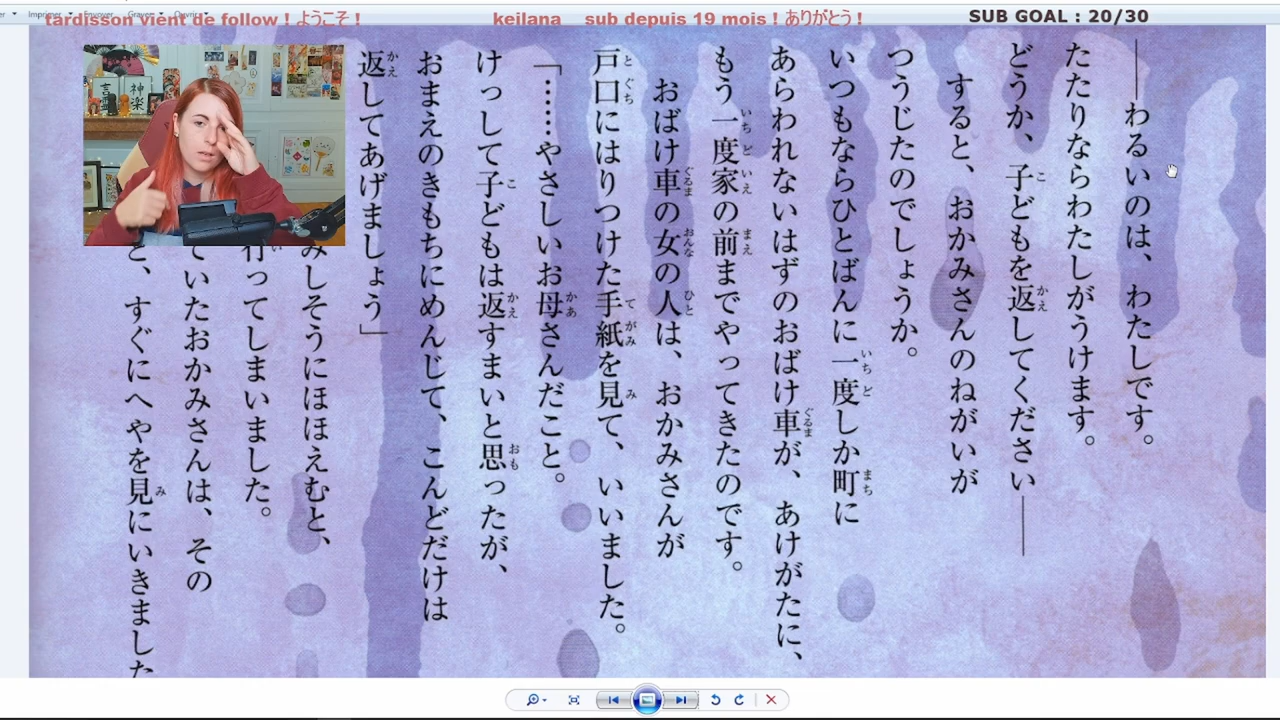 tardisson vient de follow ! ようこそ !
keilana sub depuis 19 mois ! ありがとう !
SUB GOAL : 20/30
言霊
神楽
――わるいのは、わたしです。
たたりならわたしがうけます。
どうか、子どもを返してください――
すると、おかみさんのねがいが
つうじたのでしょうか。
いつもならひとばんに一度しか町に
あらわれないはずのおばけ車が、あけがたに、
もう一度家の前までやってきたのです。
おばけ車の女の人は、おかみさんが
戸口にはりつけた手紙を見て、いいました。
「……やさしいお母さんだこと。
けっして子どもは返すまいと思ったが、
おまえのきもちにめんじて、こんどだけは
返してあげましょう」
みしそうにほほえむと、
行ってしまいました。
ていたおかみさんは、その
と、すぐにへやを見にいきました